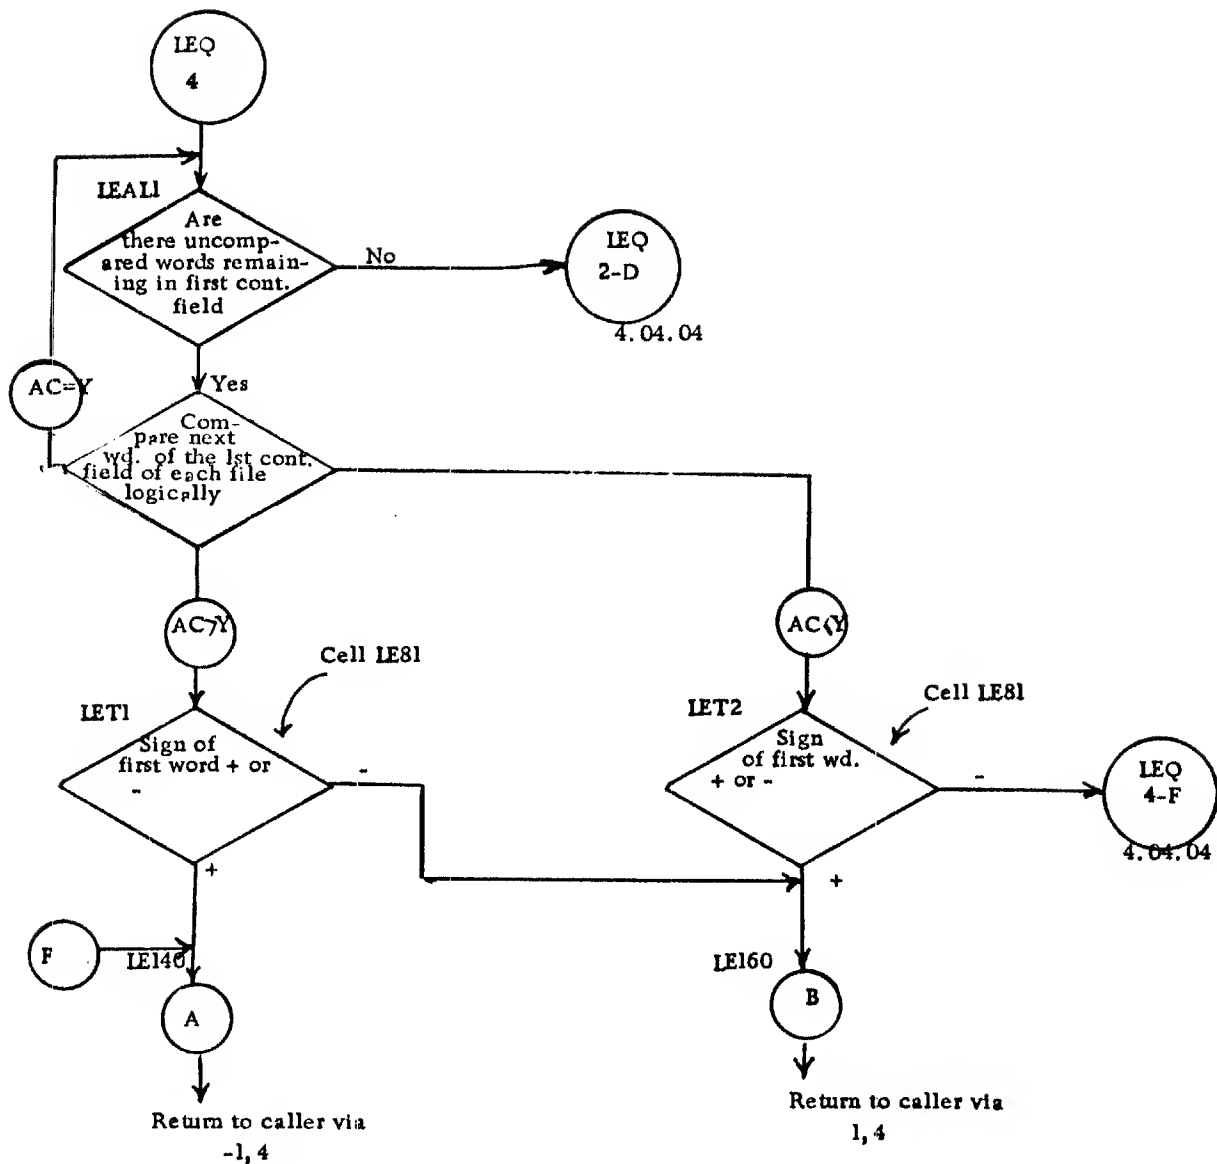 LEQ
4
LEAL1
Are
there uncomp-
ared words remain-
ing in first cont.
field
No
LEQ
2-D
4.04.04
Yes
AC=Y
Com-
pare next
wd. of the 1st cont.
field of each file
logically
AC>Y
AC<Y
Cell LE81
LET1
Sign of
first word + or
-
-
Cell LE81
LET2
Sign
of first wd.
+ or -
-
LEQ
4-F
4.04.04
+
+
F
LE140
A
LE160
B
Return to caller via
-1, 4
Return to caller via
1, 4